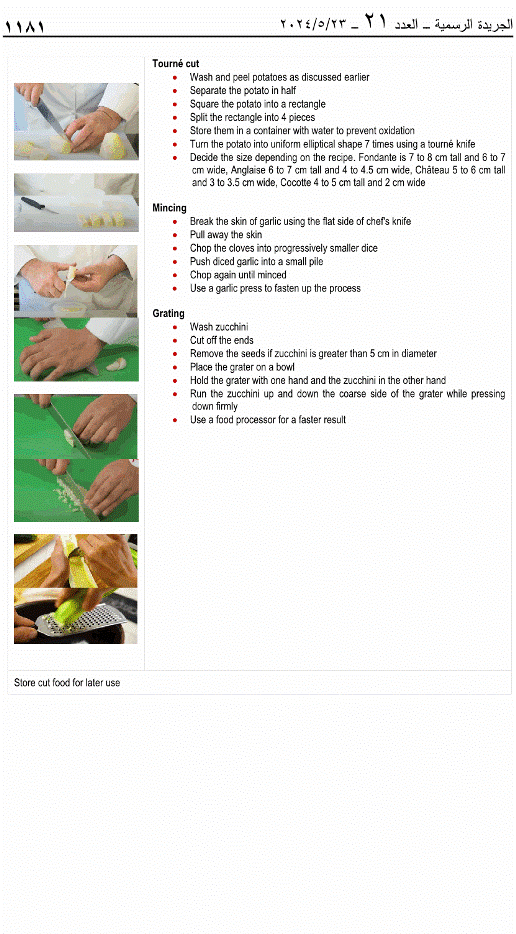 الجريدة الرسمية ــ العدد ٢١ ــ ٢٠٢٤/٥/٢٣
١١٨١
Tourné cut
• Wash and peel potatoes as discussed earlier
• Separate the potato in half
• Square the potato into a rectangle
• Split the rectangle into 4 pieces
• Store them in a container with water to prevent oxidation
• Turn the potato into uniform elliptical shape 7 times using a tourné knife
• Decide the size depending on the recipe. Fondante is 7 to 8 cm tall and 6 to 7
cm wide, Anglaise 6 to 7 cm tall and 4 to 4.5 cm wide, Château 5 to 6 cm tall
and 3 to 3.5 cm wide, Cocotte 4 to 5 cm tall and 2 cm wide
Mincing
• Break the skin of garlic using the flat side of chef's knife
• Pull away the skin
• Chop the cloves into progressively smaller dice
• Push diced garlic into a small pile
• Chop again until minced
• Use a garlic press to fasten up the process
Grating
• Wash zucchini
• Cut off the ends
• Remove the seeds if zucchini is greater than 5 cm in diameter
• Place the grater on a bowl
• Hold the grater with one hand and the zucchini in the other hand
• Run the zucchini up and down the coarse side of the grater while pressing
down firmly
• Use a food processor for a faster result
Store cut food for later use